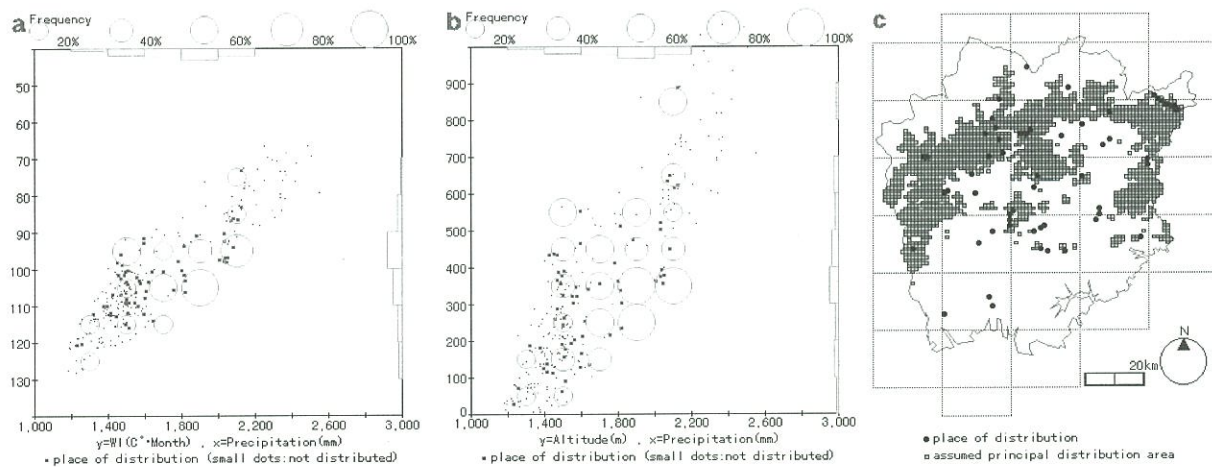 a
Frequency
20% 40% 60% 80% 100%
50
60
70
80
90
100
110
120
130
1,000 1,400 1,800 2,200 2,600 3,000
y=WI(C°·Month) , x=Precipitation(mm)
▪ place of distribution (small dots:not distributed)
b
Frequency
20% 40% 60% 80% 100%
900
800
700
600
500
400
300
200
100
0
1,000 1,400 1,800 2,200 2,600 3,000
y=Altitude(m) , x=Precipitation(mm)
▪ place of distribution (small dots:not distributed)
c
N
20km
● place of distribution
assumed principal distribution area